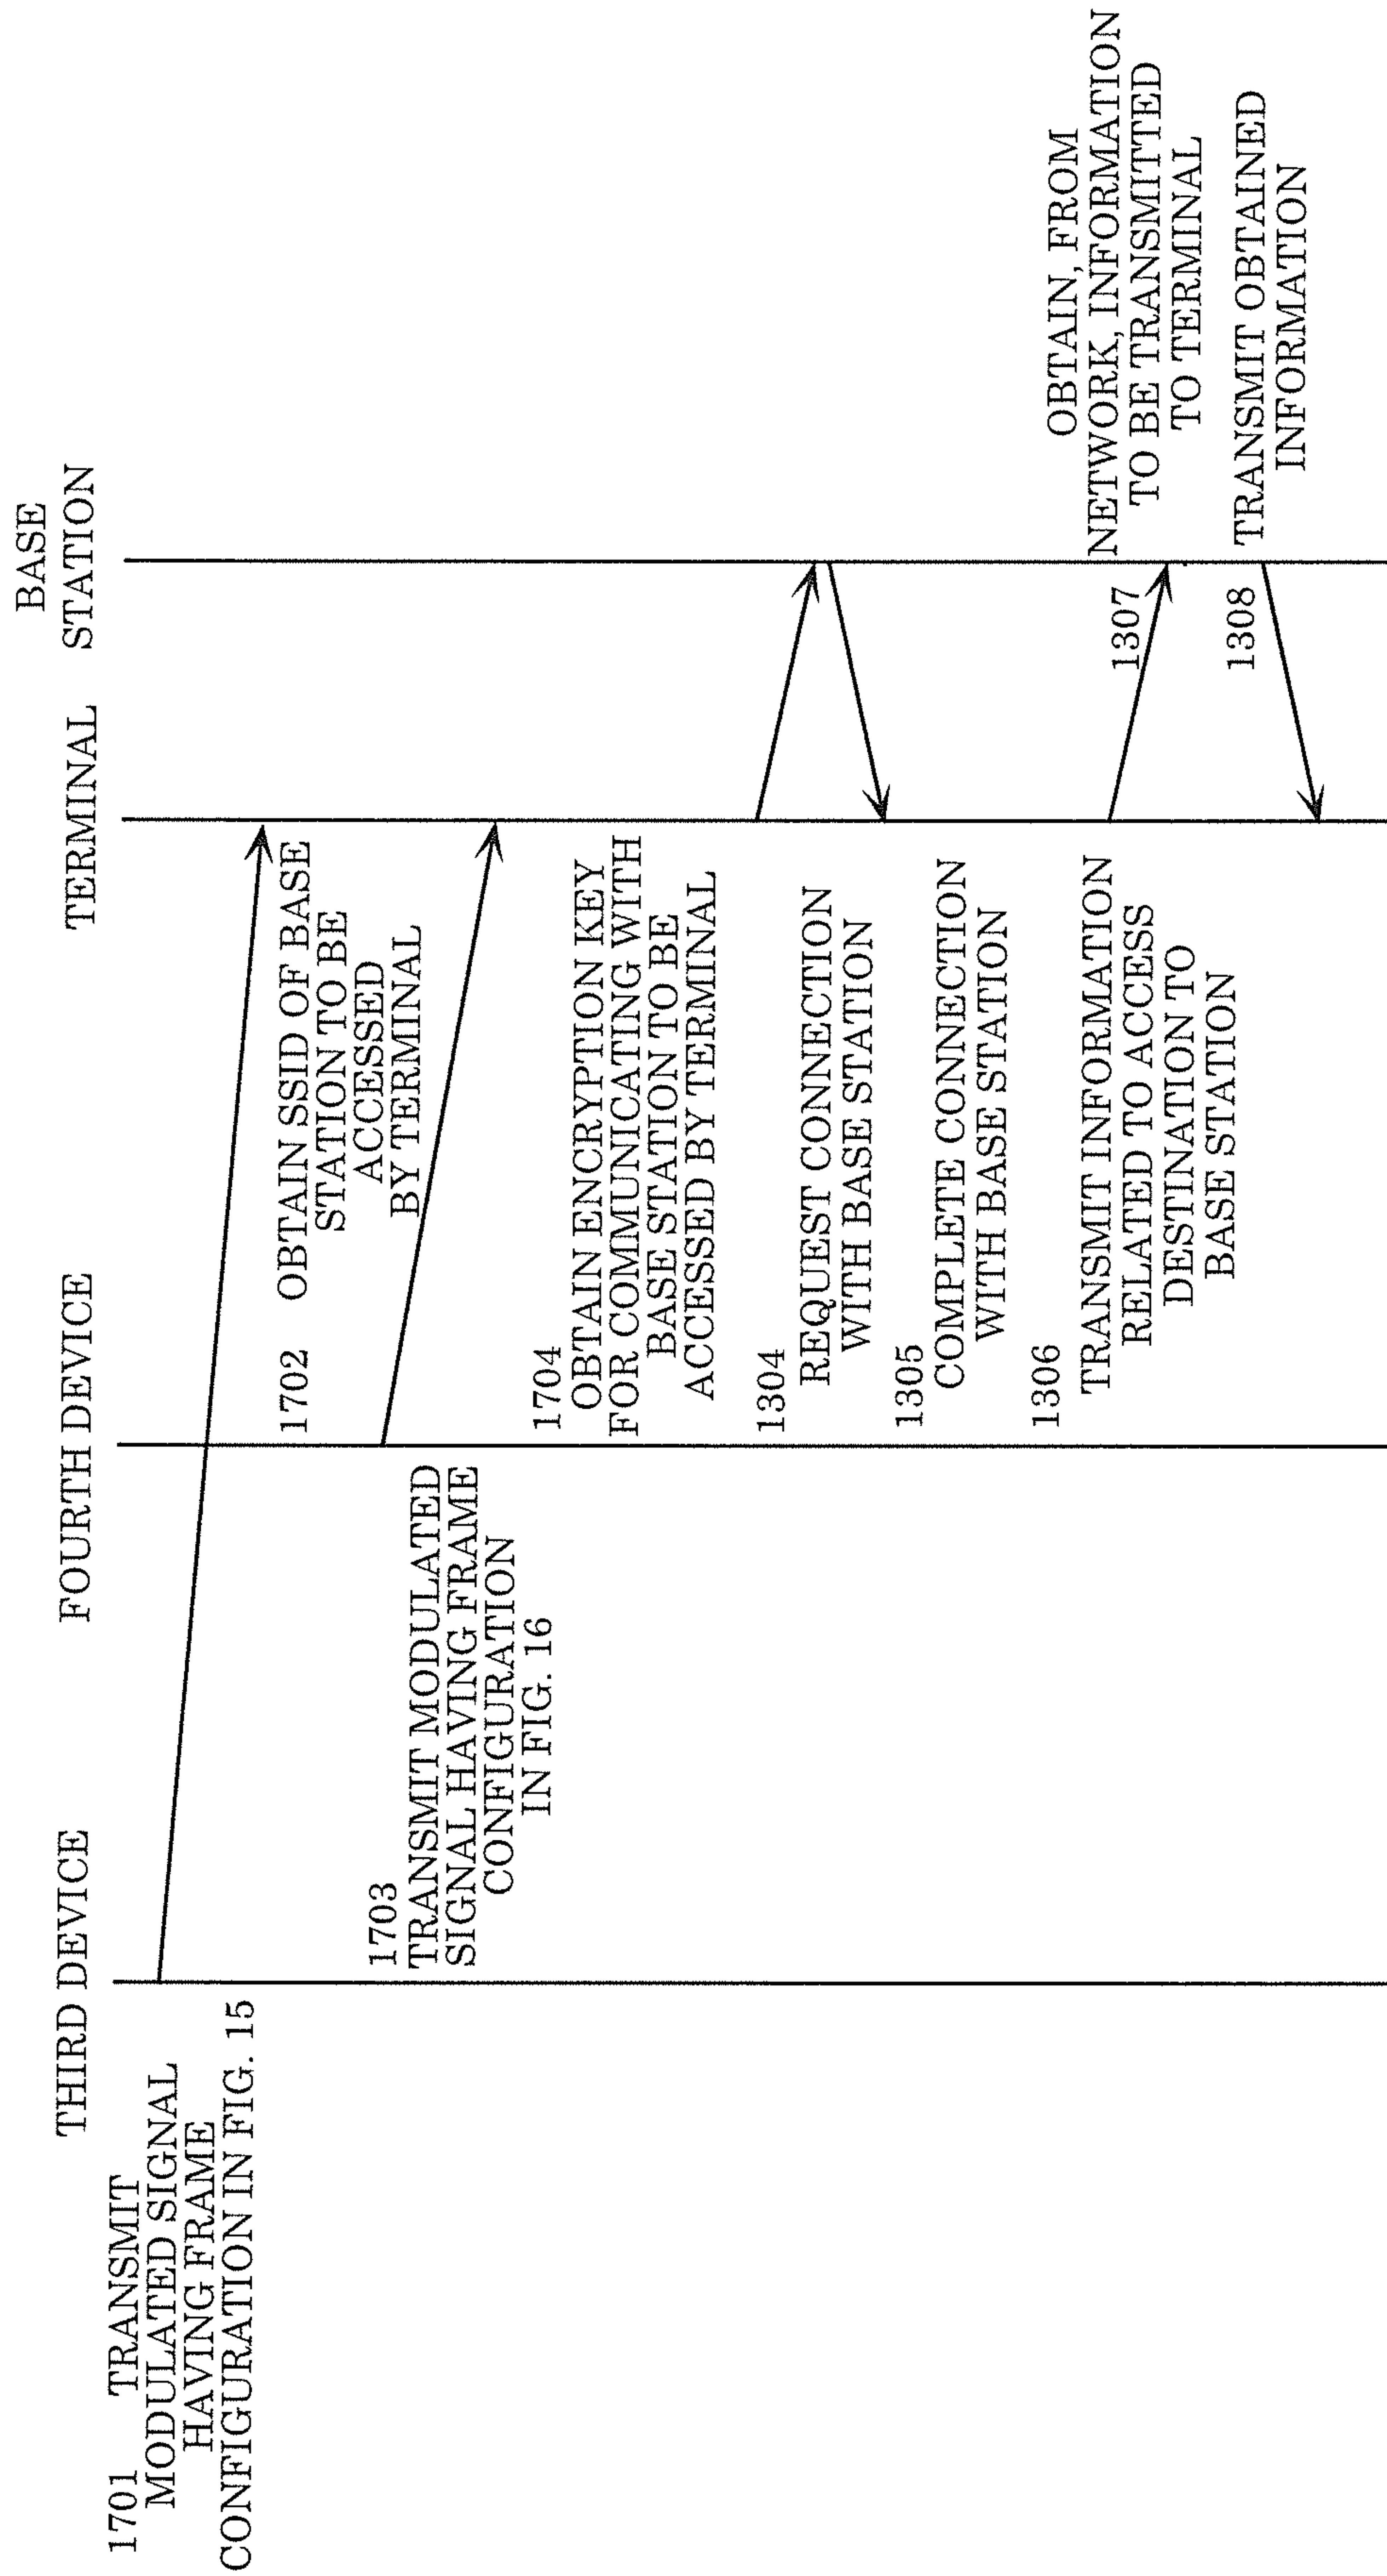 THIRD DEVICE
FOURTH DEVICE
TERMINAL
BASE
STATION
1701 TRANSMIT
MODULATED SIGNAL
HAVING FRAME
CONFIGURATION IN FIG. 15
1702 OBTAIN SSID OF BASE
STATION TO BE
ACCESSED
BY TERMINAL
1703
TRANSMIT MODULATED
SIGNAL HAVING FRAME
CONFIGURATION
IN FIG. 16
1704
OBTAIN ENCRYPTION KEY
FOR COMMUNICATING WITH
BASE STATION TO BE
ACCESSED BY TERMINAL
1304
REQUEST CONNECTION
WITH BASE STATION
1305
COMPLETE CONNECTION
WITH BASE STATION
1306
TRANSMIT INFORMATION
RELATED TO ACCESS
DESTINATION TO
BASE STATION
1307
OBTAIN, FROM
NETWORK, INFORMATION
TO BE TRANSMITTED
TO TERMINAL
1308
TRANSMIT OBTAINED
INFORMATION